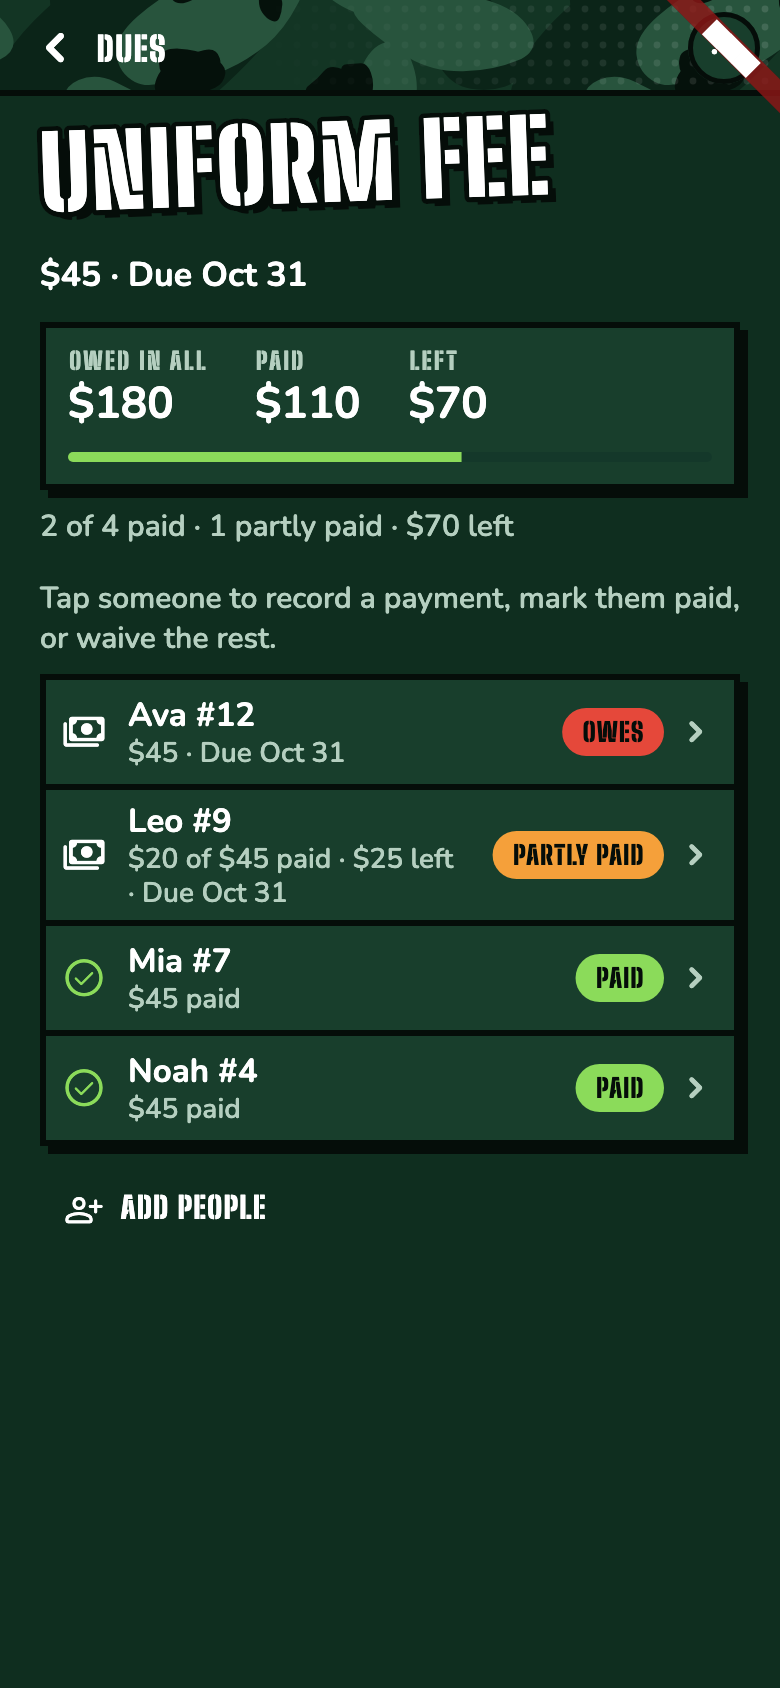 DUES
UNIFORM FEE
$45 · Due Oct 31
OWED IN ALL PAID LEFT
$180 $110 $70
2 of 4 paid · 1 partly paid · $70 left
Tap someone to record a payment, mark them paid,
or waive the rest.
Ava #12
$45 · Due Oct 31
OWES
Leo #9
$20 of $45 paid · $25 left
· Due Oct 31
PARTLY PAID
Mia #7
$45 paid
PAID
Noah #4
$45 paid
PAID
ADD PEOPLE